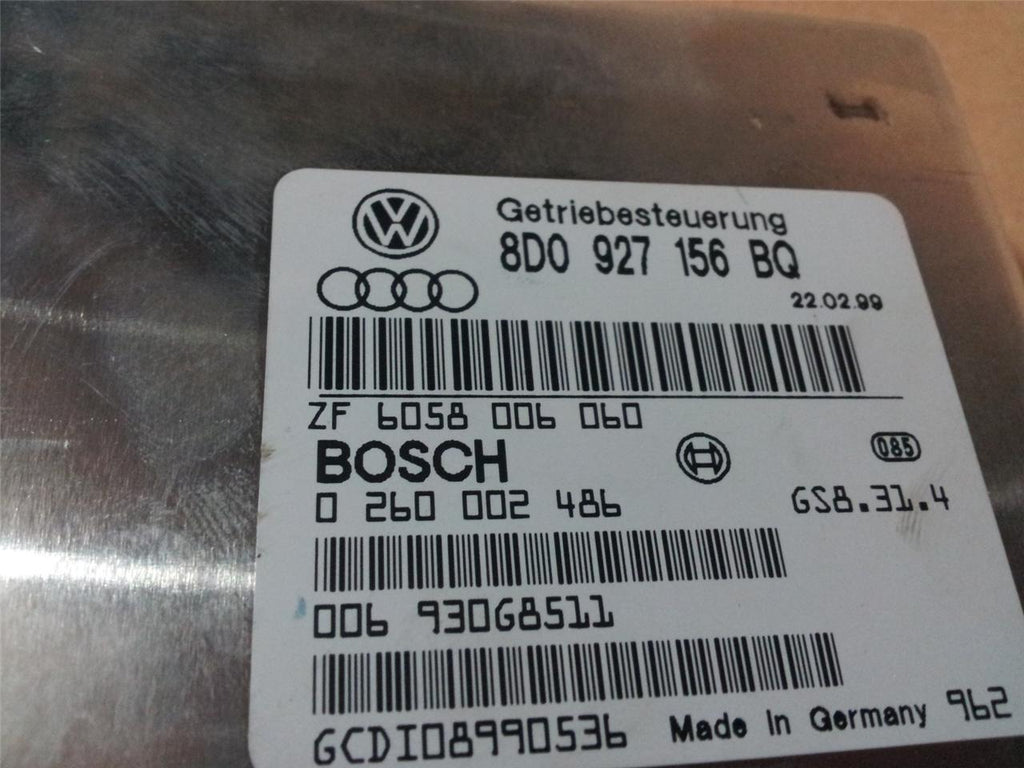 Getriebesteuerung
8D0 927 156 BQ
22.02.99
ZF 6058 006 060
BOSCH
085
0 260 002 486 GS8.31.4
006 930G8511
GCDI08990536 Made in Germany 962